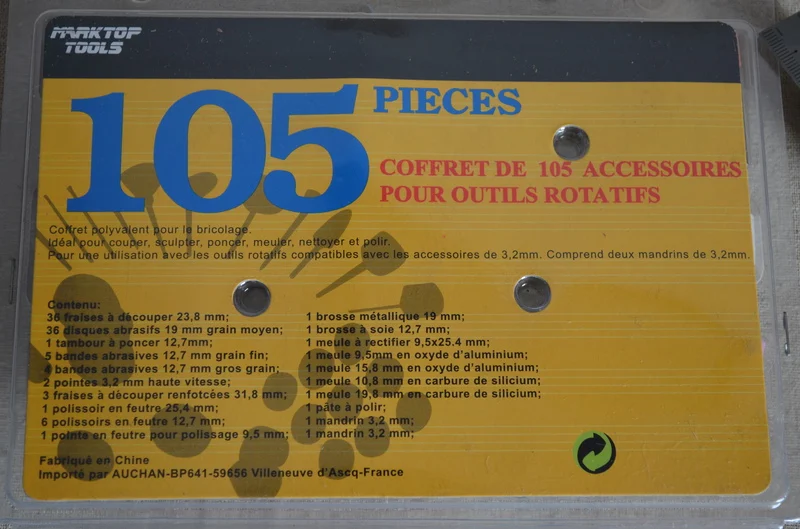 MARKTOP
TOOLS
105 PIECES
COFFRET DE 105 ACCESSOIRES
POUR OUTILS ROTATIFS
Coffret polyvalent pour le bricolage.
Idéal pour couper, sculpter, poncer, meuler, nettoyer et polir.
Pour une utilisation avec les outils rotatifs compatibles avec les accessoires de 3,2mm. Comprend deux mandrins de 3,2mm.
Contenu:
36 fraises à découper 23,8 mm;
36 disques abrasifs 19 mm grain moyen;
1 tambour à poncer 12,7mm;
5 bandes abrasives 12,7 mm grain fin;
4 bandes abrasives 12,7 mm gros grain;
2 pointes 3,2 mm haute vitesse;
3 fraises à découper renfotcées 31,8 mm;
1 polissoir en feutre 25,4 mm;
6 polissoirs en feutre 12,7 mm;
1 pointe en feutre pour polissage 9,5 mm;
1 brosse métallique 19 mm;
1 brosse à soie 12,7 mm;
1 meule à rectifier 9,5x25.4 mm;
1 meule 9,5mm en oxyde d'aluminium;
1 meule 15,8 mm en oxyde d'aluminium;
1 meule 10,8 mm en carbure de silicium;
1 meule 19,8 mm en carbure de silicium;
1 pâte à polir;
1 mandrin 3,2 mm;
1 mandrin 3,2 mm;
Fabriqué en Chine
Importé par AUCHAN-BP641-59656 Villeneuve d'Ascq-France